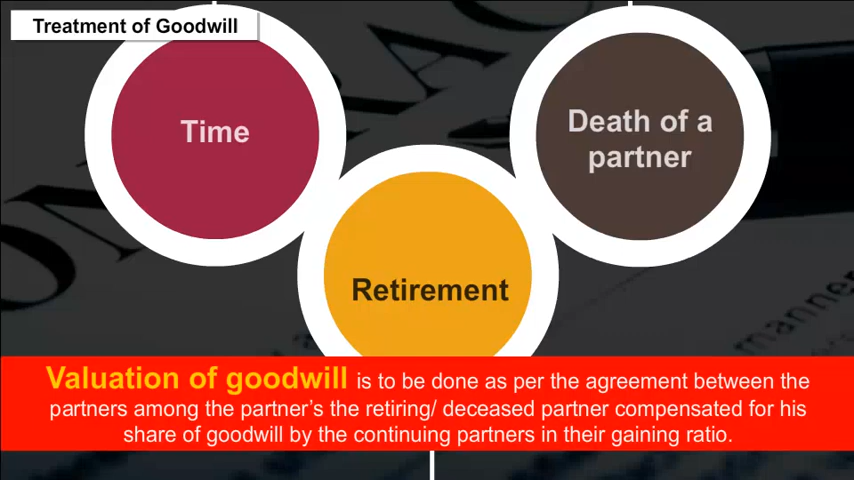 Treatment of Goodwill
Time
Death of a
partner
Retirement
Valuation of goodwill is to be done as per the agreement between the
partners among the partner’s the retiring/ deceased partner compensated for his
share of goodwill by the continuing partners in their gaining ratio.
manner